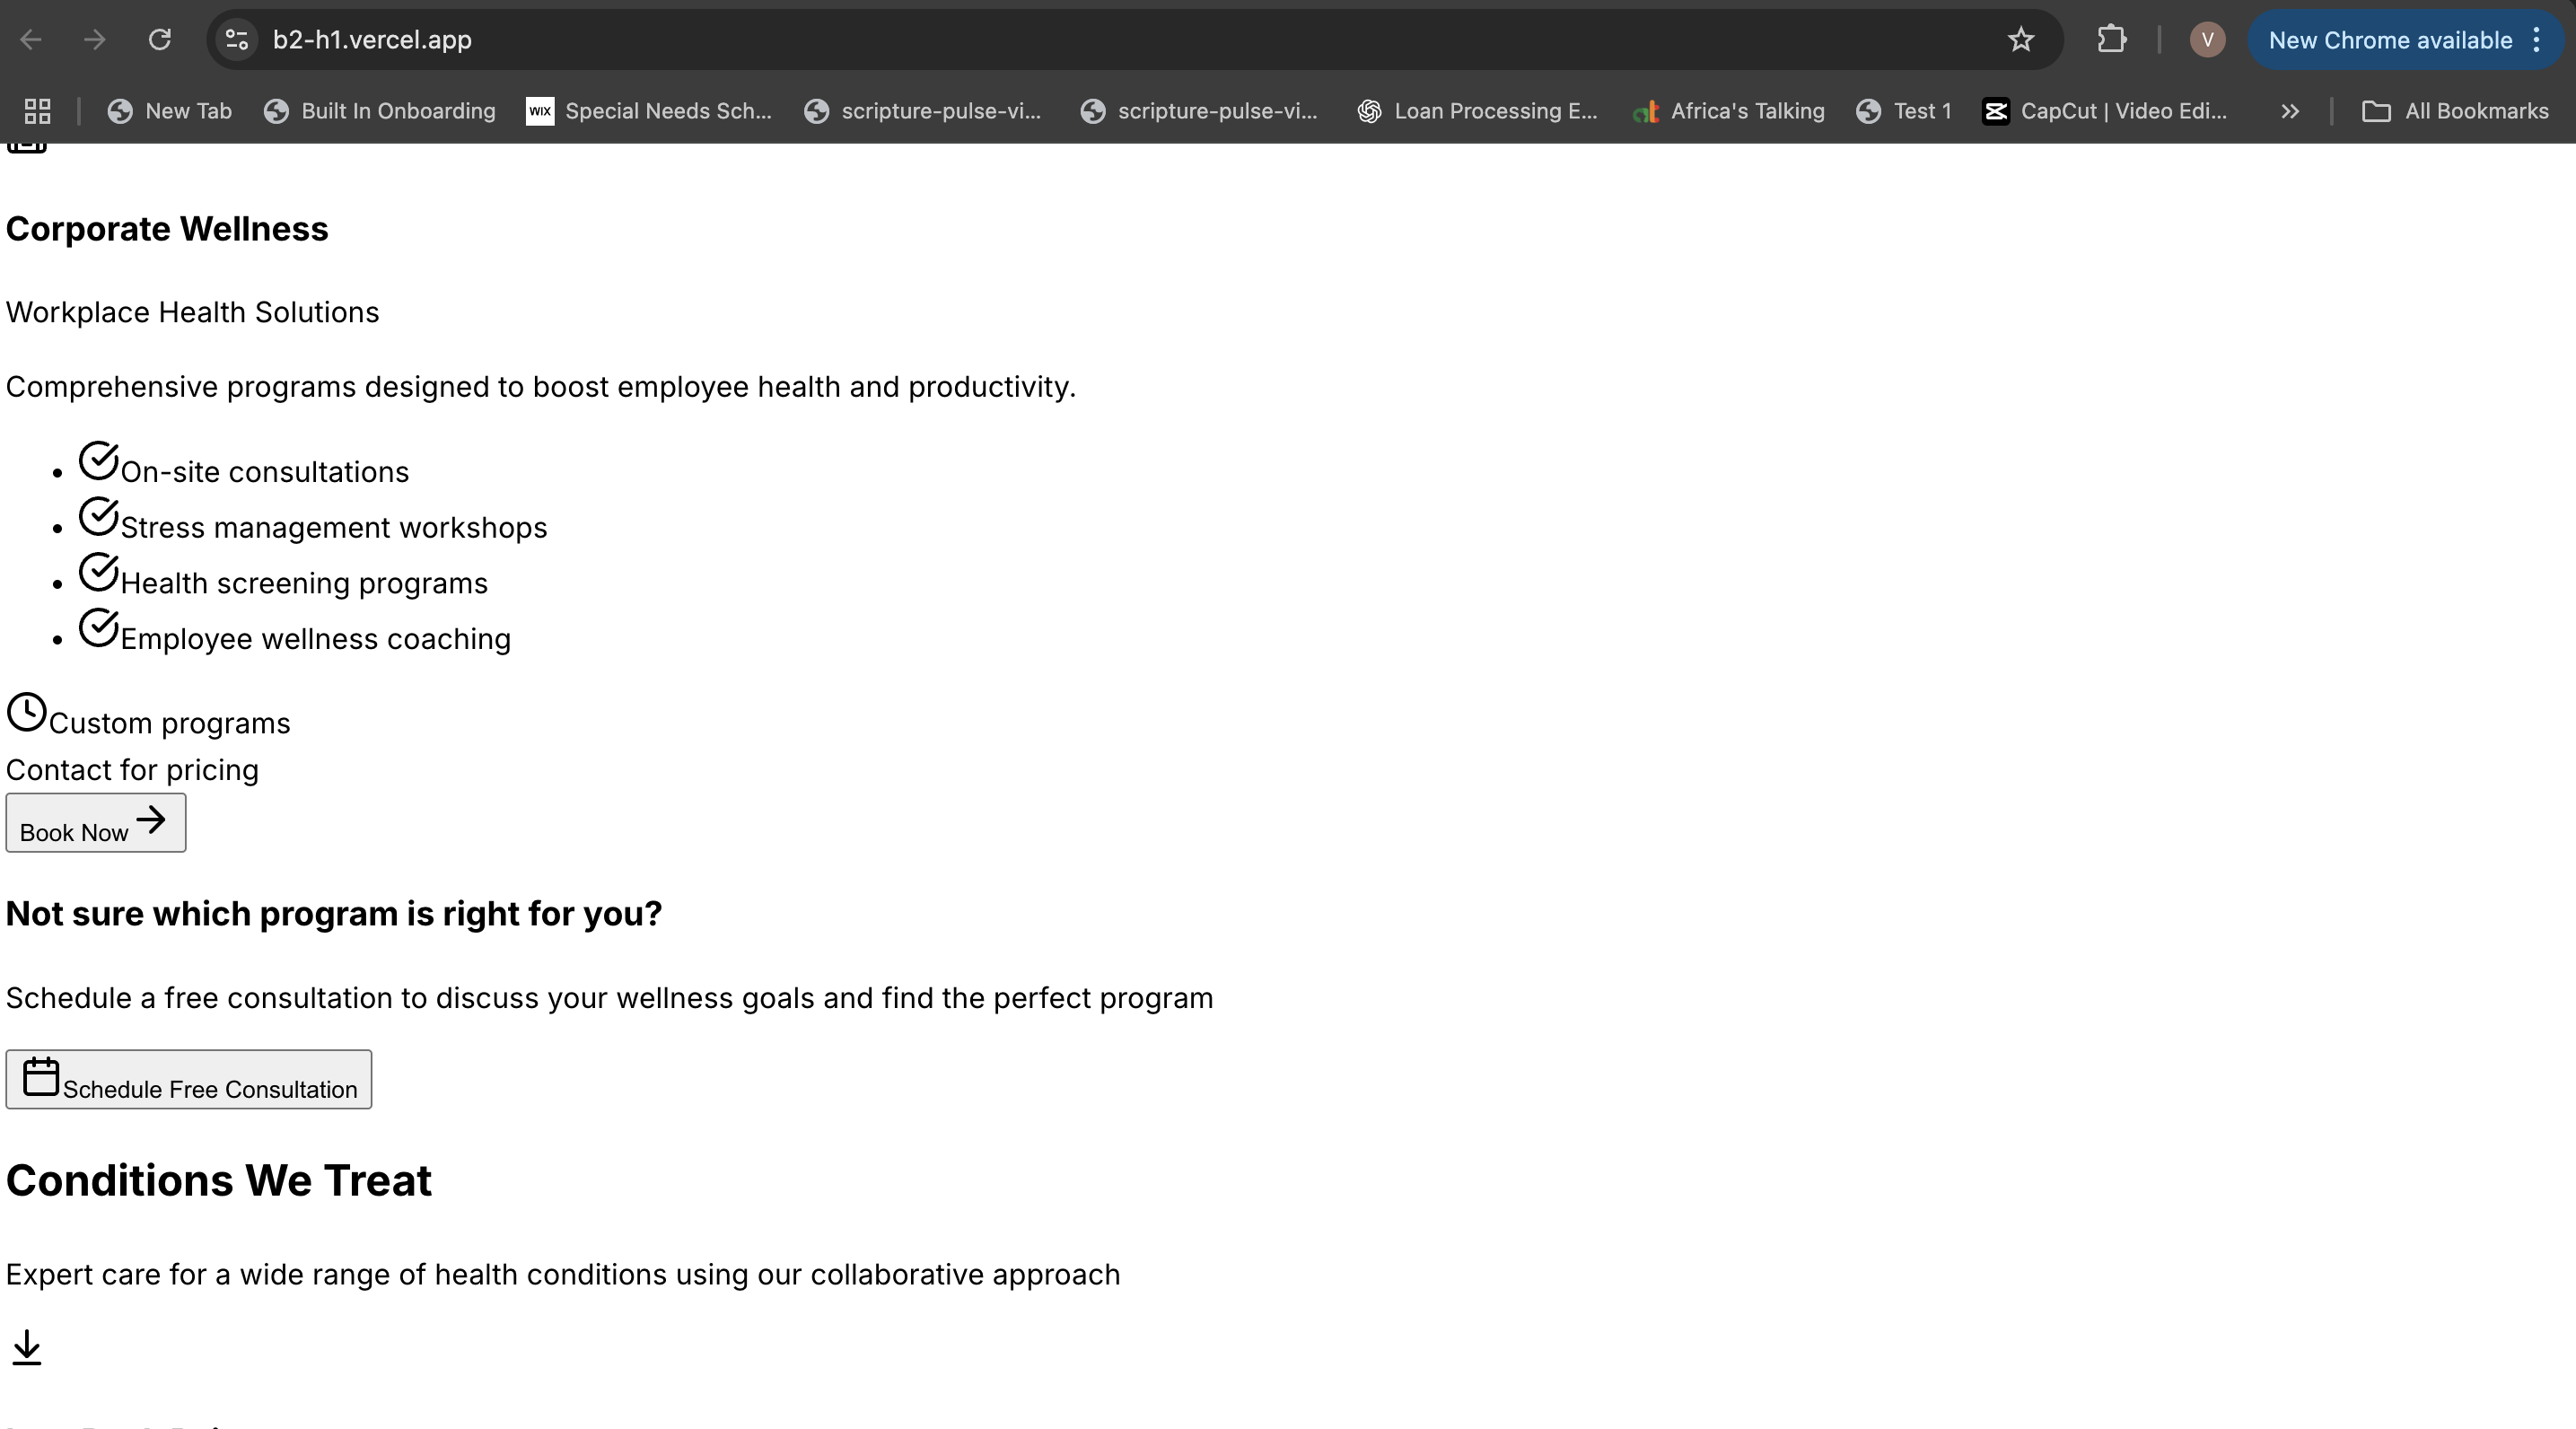 b2-h1.vercel.app
V
New Chrome available
New Tab
Built In Onboarding
WIX
Special Needs Sch...
scripture-pulse-vi...
scripture-pulse-vi...
Loan Processing E...
Africa's Talking
Test 1
CapCut | Video Edi...
All Bookmarks
Corporate Wellness
Workplace Health Solutions
Comprehensive programs designed to boost employee health and productivity.
On-site consultations
Stress management workshops
Health screening programs
Employee wellness coaching
Custom programs
Contact for pricing
Book Now
Not sure which program is right for you?
Schedule a free consultation to discuss your wellness goals and find the perfect program
Schedule Free Consultation
Conditions We Treat
Expert care for a wide range of health conditions using our collaborative approach